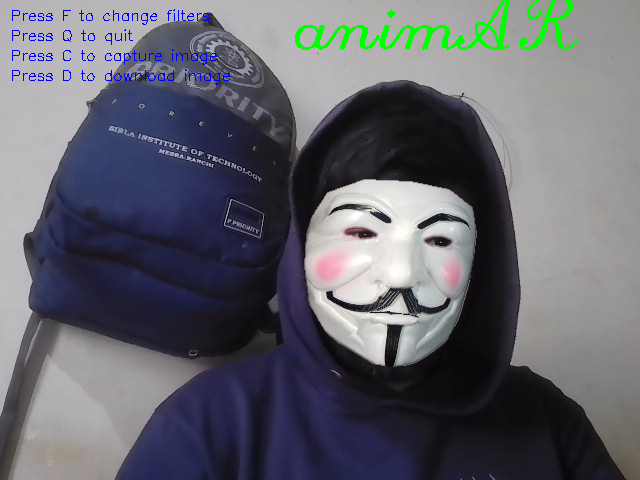 Press F to change filters
Press Q to quit
Press C to capture image
Press D to download image
animAR
PRIORITY
FOREVER
BIRLA INSTITUTE OF TECHNOLOGY
MESRA-RANCHI
PRIORITY